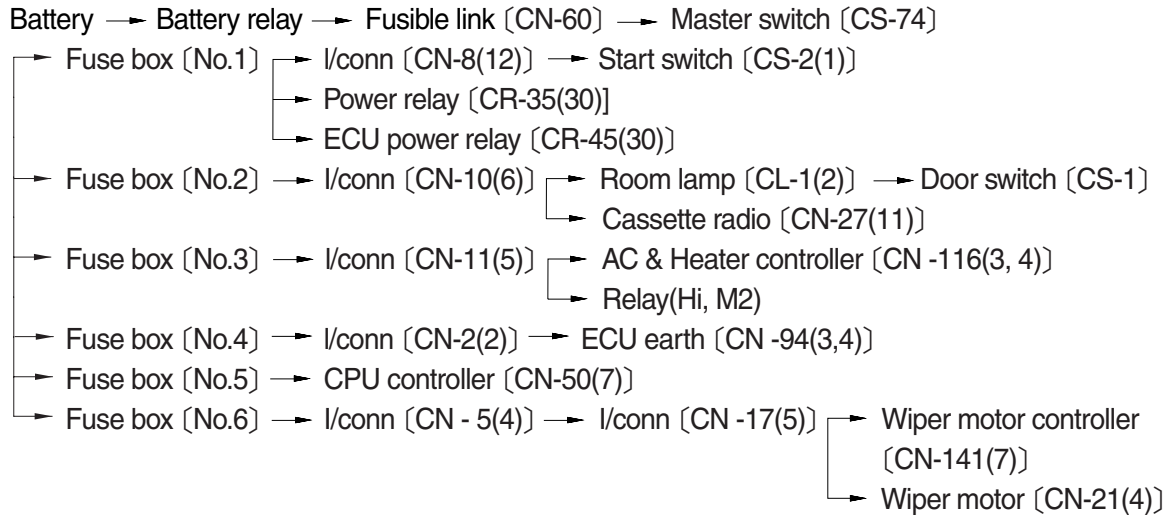 Battery → Battery relay → Fusible link〔CN-60〕 → Master switch〔CS-74〕
Fuse box〔No.1〕 → I/conn〔CN-8(12)〕 → Start switch〔CS-2(1)〕
→ Power relay〔CR-35(30)]
→ ECU power relay〔CR-45(30)〕
Fuse box〔No.2〕 → I/conn〔CN-10(6)〕 → Room lamp〔CL-1(2)〕 → Door switch〔CS-1〕
→ Cassette radio〔CN-27(11)〕
Fuse box〔No.3〕 → I/conn〔CN-11(5)〕 → AC & Heater controller〔CN -116(3, 4)〕
→ Relay(Hi, M2)
Fuse box〔No.4〕 → I/conn〔CN-2(2)〕 → ECU earth〔CN -94(3,4)〕
Fuse box〔No.5〕 → CPU controller〔CN-50(7)〕
Fuse box〔No.6〕 → I/conn〔CN - 5(4)〕 → I/conn〔CN -17(5)〕 → Wiper motor controller
〔CN-141(7)〕
→ Wiper motor〔CN-21(4)〕